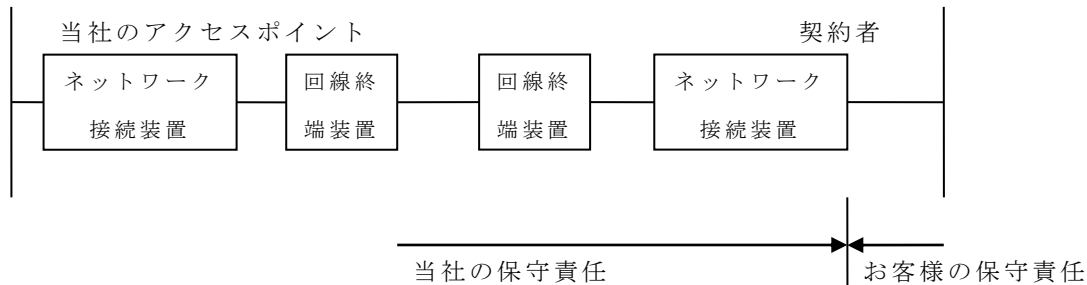 当社のアクセスポイント
契約者
ネットワーク
接続装置
回線終
端装置
回線終
端装置
ネットワーク
接続装置
当社の保守責任
お客様の保守責任